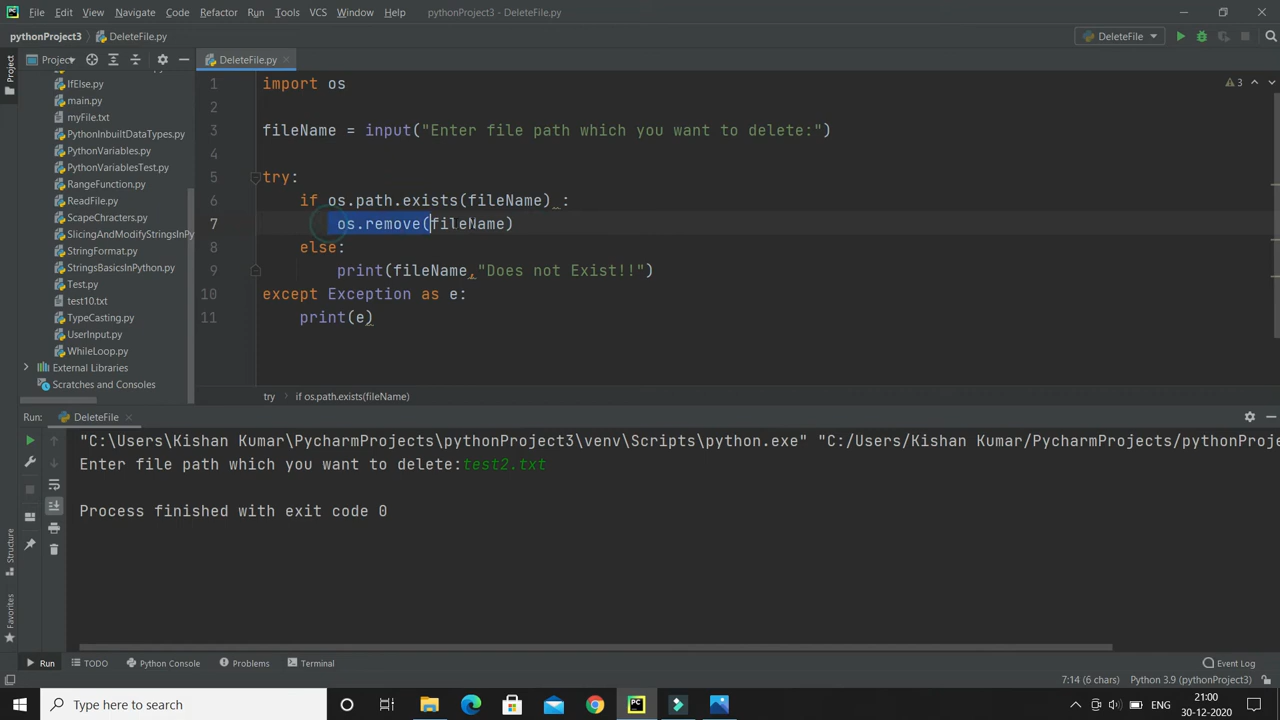 File Edit View Navigate Code Refactor Run Tools VCS Window Help pythonProject3 - DeleteFile.py
pythonProject3 DeleteFile.py DeleteFile
Project DeleteFile.py
Project
IfElse.py
main.py
myFile.txt
PythonInbuiltDataTypes.py
PythonVariables.py
PythonVariablesTest.py
RangeFunction.py
ReadFile.py
ScapeChracters.py
SlicingAndModifyStringsInPy
StringFormat.py
StringsBasicsInPython.py
Test.py
test10.txt
TypeCasting.py
UserInput.py
WhileLoop.py
External Libraries
Scratches and Consoles
3
1 import os
2
3 fileName = input("Enter file path which you want to delete:")
4
5 try:
6 if os.path.exists(fileName) :
7 os.remove(fileName)
8 else:
9 print(fileName,"Does not Exist!!")
10 except Exception as e:
11 print(e)
try if os.path.exists(fileName)
Run: DeleteFile
"C:\Users\Kishan Kumar\PycharmProjects\pythonProject3\venv\Scripts\python.exe" "C:/Users/Kishan Kumar/PycharmProjects/pythonPro
Enter file path which you want to delete:test2.txt
Process finished with exit code 0
Structure
Favorites
Run TODO Python Console Problems Terminal Event Log
7:14 (6 chars) Python 3.9 (pythonProject3)
Type here to search
PC
ENG
21:00
30-12-2020